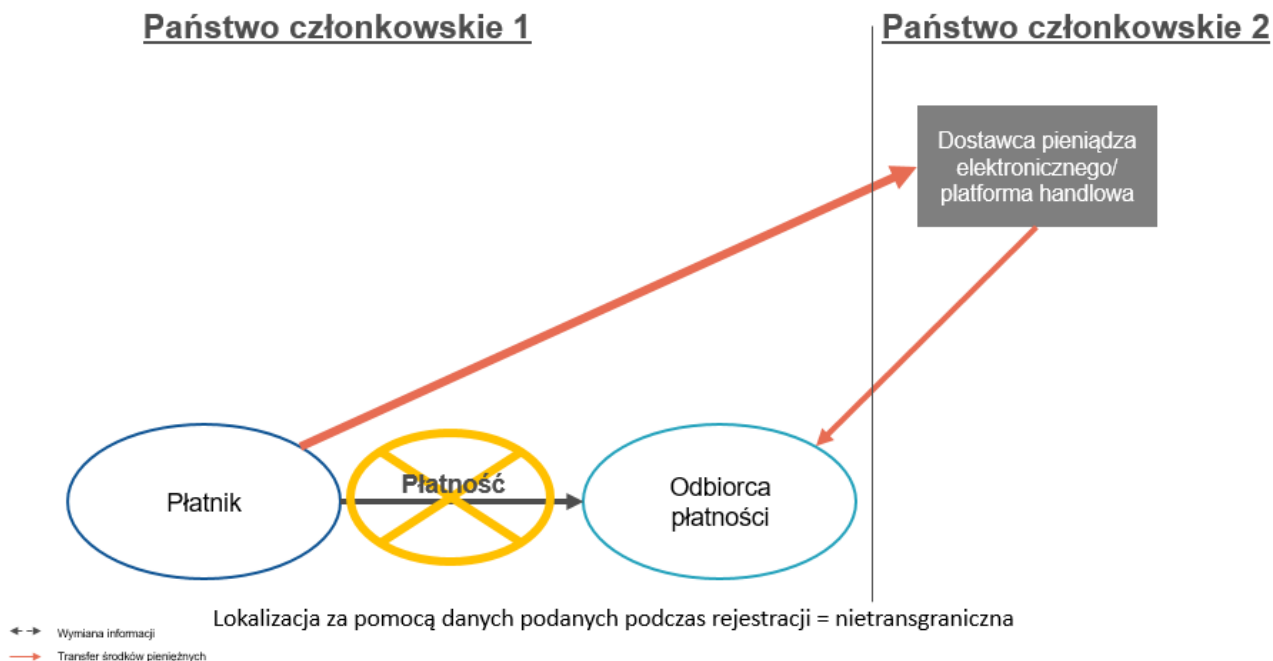 Państwo członkowskie 1
Państwo członkowskie 2
Dostawca pieniądza
elektronicznego/
platforma handlowa
Płatnik
Płatność
Odbiorca
płatności
Lokalizacja za pomocą danych podanych podczas rejestracji = nietransgraniczna
Wymiana informacji
Transfer środków pieniężnych